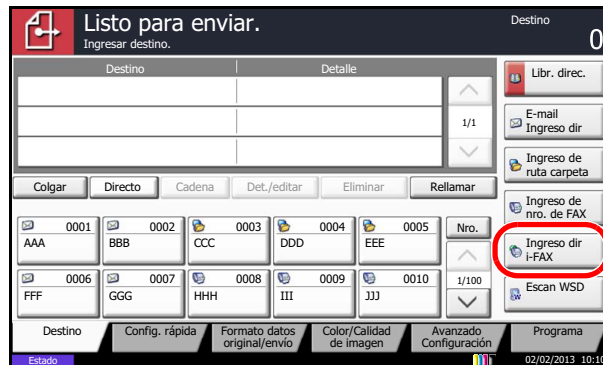 Listo para enviar.
Ingresar destino.
Destino
0
Destino Detalle
1/1
Colgar Directo Cadena Det./editar Eliminar Rellamar
0001 AAA
0002 BBB
0003 CCC
0004 DDD
0005 EEE
Nro.
0006 FFF
0007 GGG
0008 HHH
0009 III
0010 JJJ
1/100
Libr. direc.
E-mail
Ingreso dir
Ingreso de
ruta carpeta
Ingreso de
nro. de FAX
Ingreso dir
i-FAX
Escan WSD
Destino
Config. rápida
Formato datos
original/envío
Color/Calidad
de imagen
Avanzado
Configuración
Programa
Estado
02/02/2013 10:10